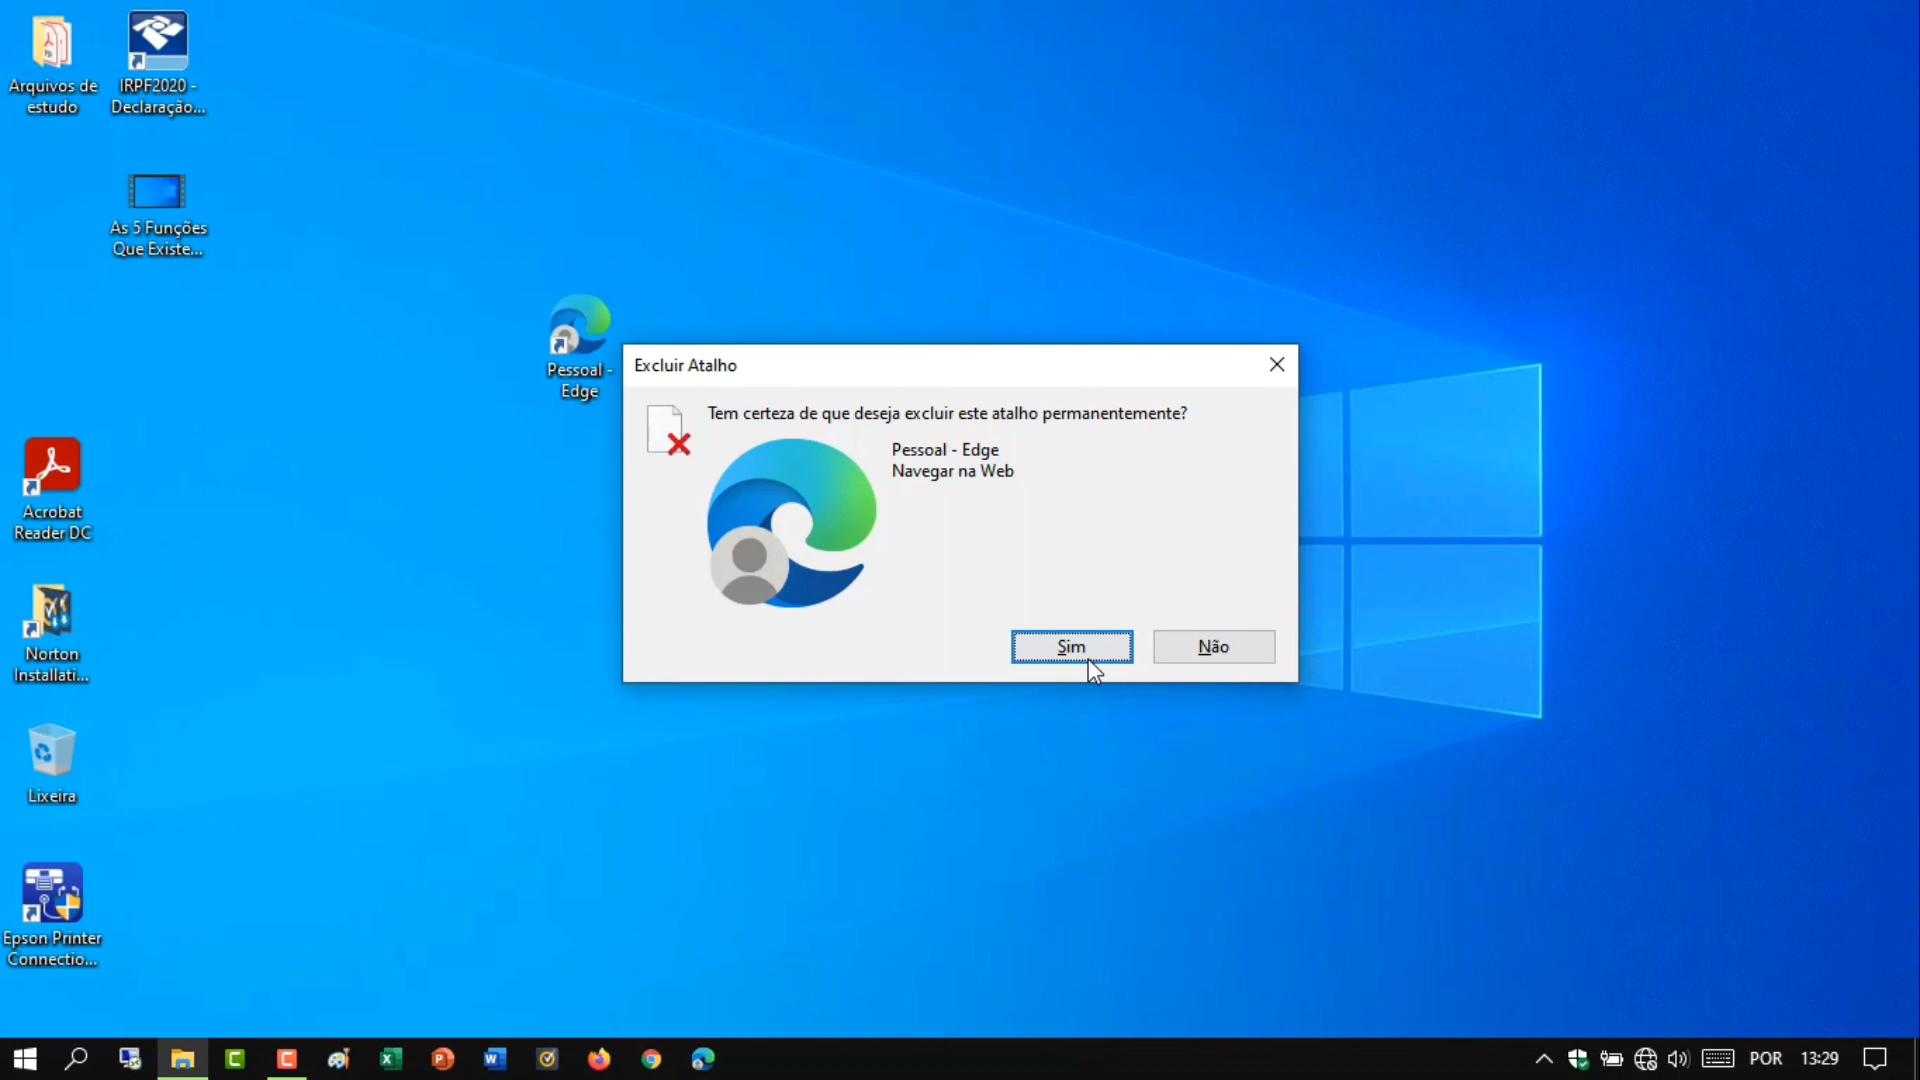 Arquivos de
estudo
IRPF2020 -
Declaração...
As 5 Funções
Que Existe...
Pessoal -
Edge
Excluir Atalho
Tem certeza de que deseja excluir este atalho permanentemente?
Pessoal - Edge
Navegar na Web
Sim
Não
Acrobat
Reader DC
Norton
Installati...
Lixeira
Epson Printer
Connectio...
POR
13:29